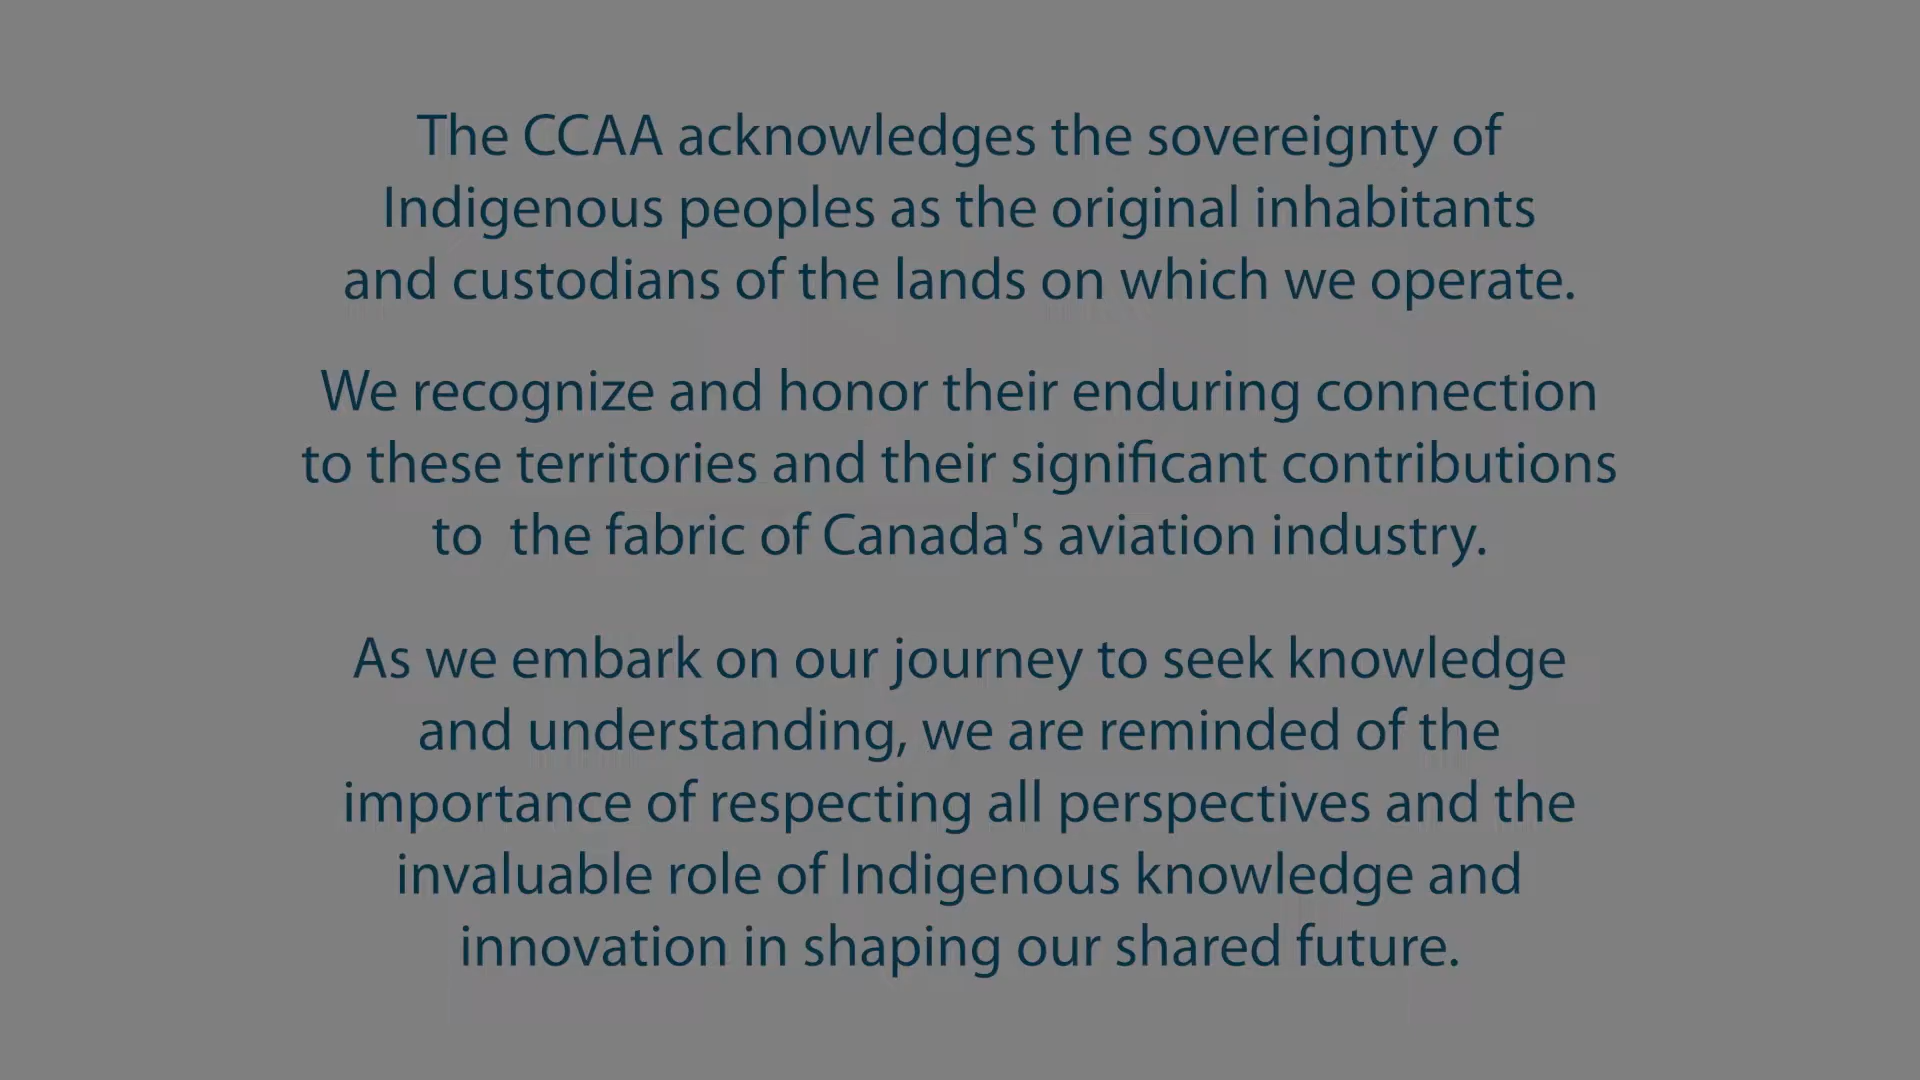 The CCAA acknowledges the sovereignty of
Indigenous peoples as the original inhabitants
and custodians of the lands on which we operate.
We recognize and honor their enduring connection
to these territories and their significant contributions
to  the fabric of Canada's aviation industry.
As we embark on our journey to seek knowledge
and understanding, we are reminded of the
importance of respecting all perspectives and the
invaluable role of Indigenous knowledge and
innovation in shaping our shared future.